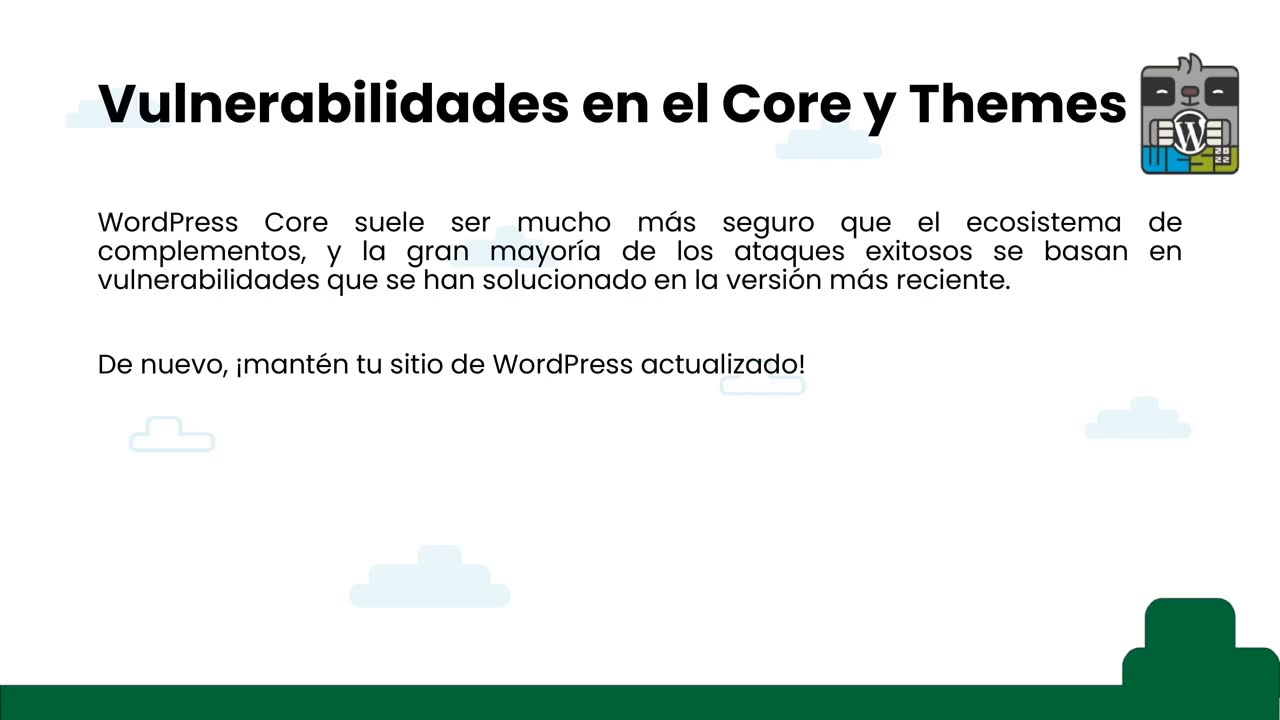 Vulnerabilidades en el Core y Themes
WordPress Core suele ser mucho más seguro que el ecosistema de
complementos, y la gran mayoría de los ataques exitosos se basan en
vulnerabilidades que se han solucionado en la versión más reciente.
De nuevo, ¡mantén tu sitio de WordPress actualizado!